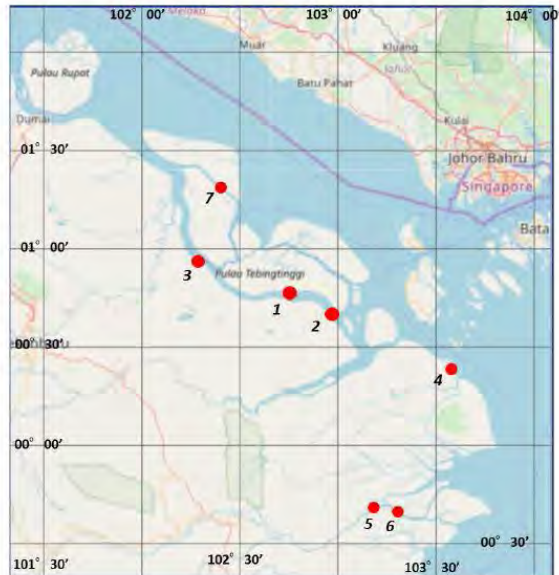 102° 00'
103° 00'
104° 00
Meloko
Muar
Kluang
Johor
Pulau Rupat
Batu Pahat
Dumai
Kulai
01° 30'
Johor Bahru
Singapore
7
Bata
01° 00'
3
Pulau Tebingtinggi
1
2
00° 30'
4
00° 00'
5
6
00° 30'
101° 30'
102° 30'
103° 30'